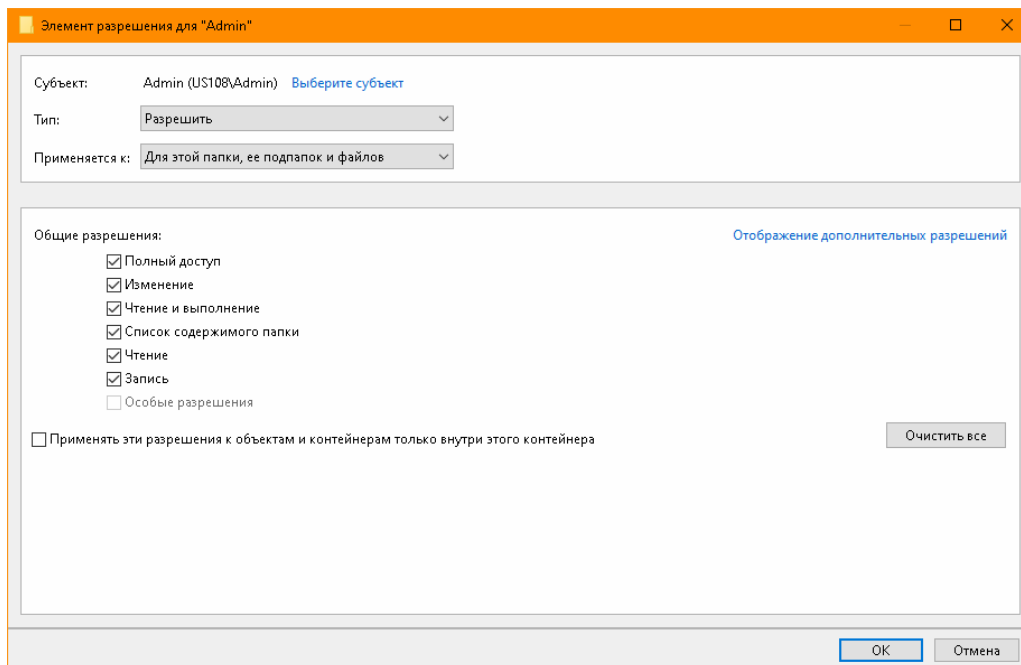 Элемент разрешения для "Admin"
Субъект: Admin (US108\Admin) Выберите субъект
Тип: Разрешить
Применяется к: Для этой папки, ее подпапок и файлов
Общие разрешения: Отображение дополнительных разрешений
Полный доступ
Изменение
Чтение и выполнение
Список содержимого папки
Чтение
Запись
Особые разрешения
Применять эти разрешения к объектам и контейнерам только внутри этого контейнера Очистить все
OK Отмена